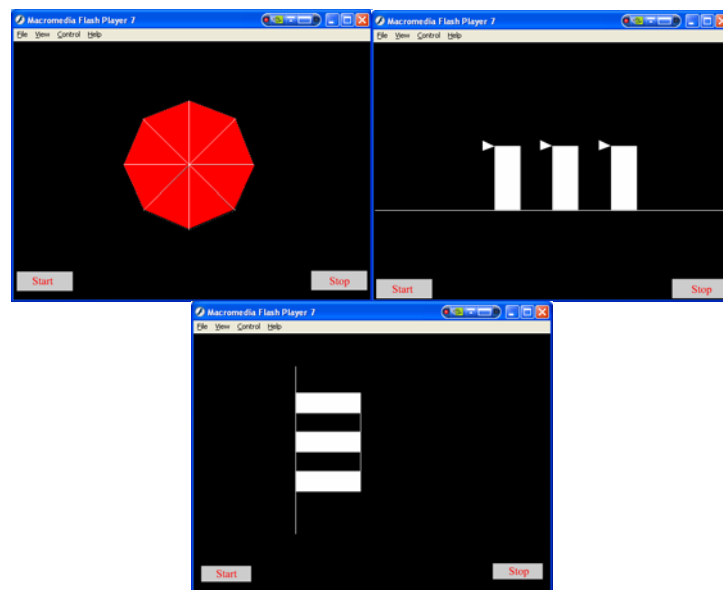 Macromedia Flash Player 7
File View Control Help
Start
Stop
Macromedia Flash Player 7
File View Control Help
Start
Stop
Macromedia Flash Player 7
File View Control Help
Start
Stop